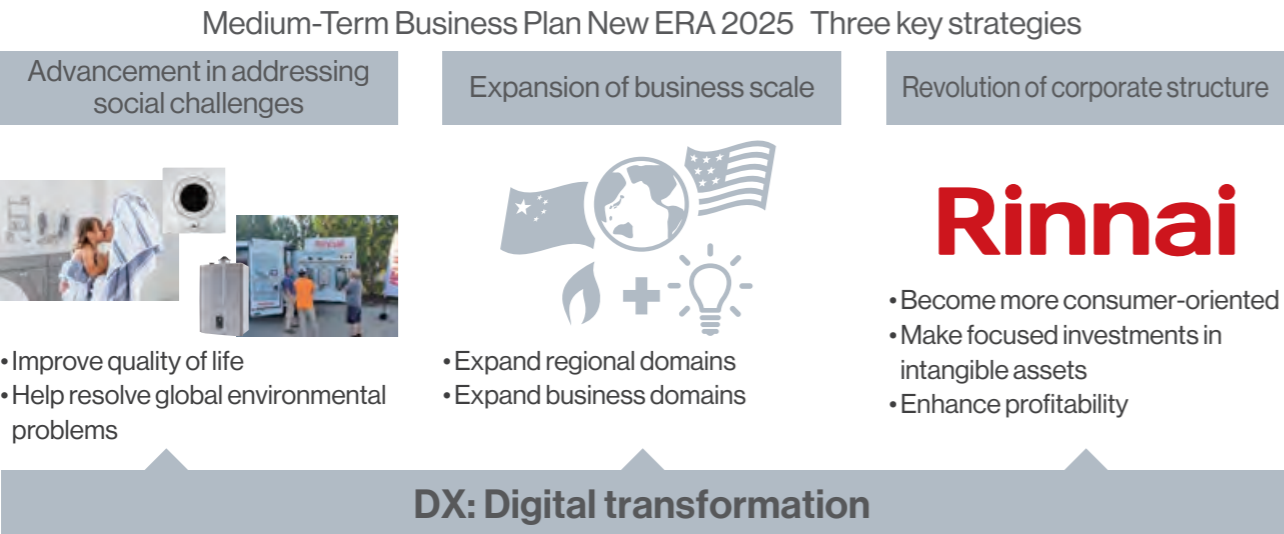 Medium-Term Business Plan New ERA 2025 Three key strategies
Advancement in addressing
social challenges
•Improve quality of life
•Help resolve global environmental
problems
Expansion of business scale
•Expand regional domains
•Expand business domains
Revolution of corporate structure
Rinnai
•Become more consumer-oriented
•Make focused investments in
intangible assets
•Enhance profitability
DX: Digital transformation